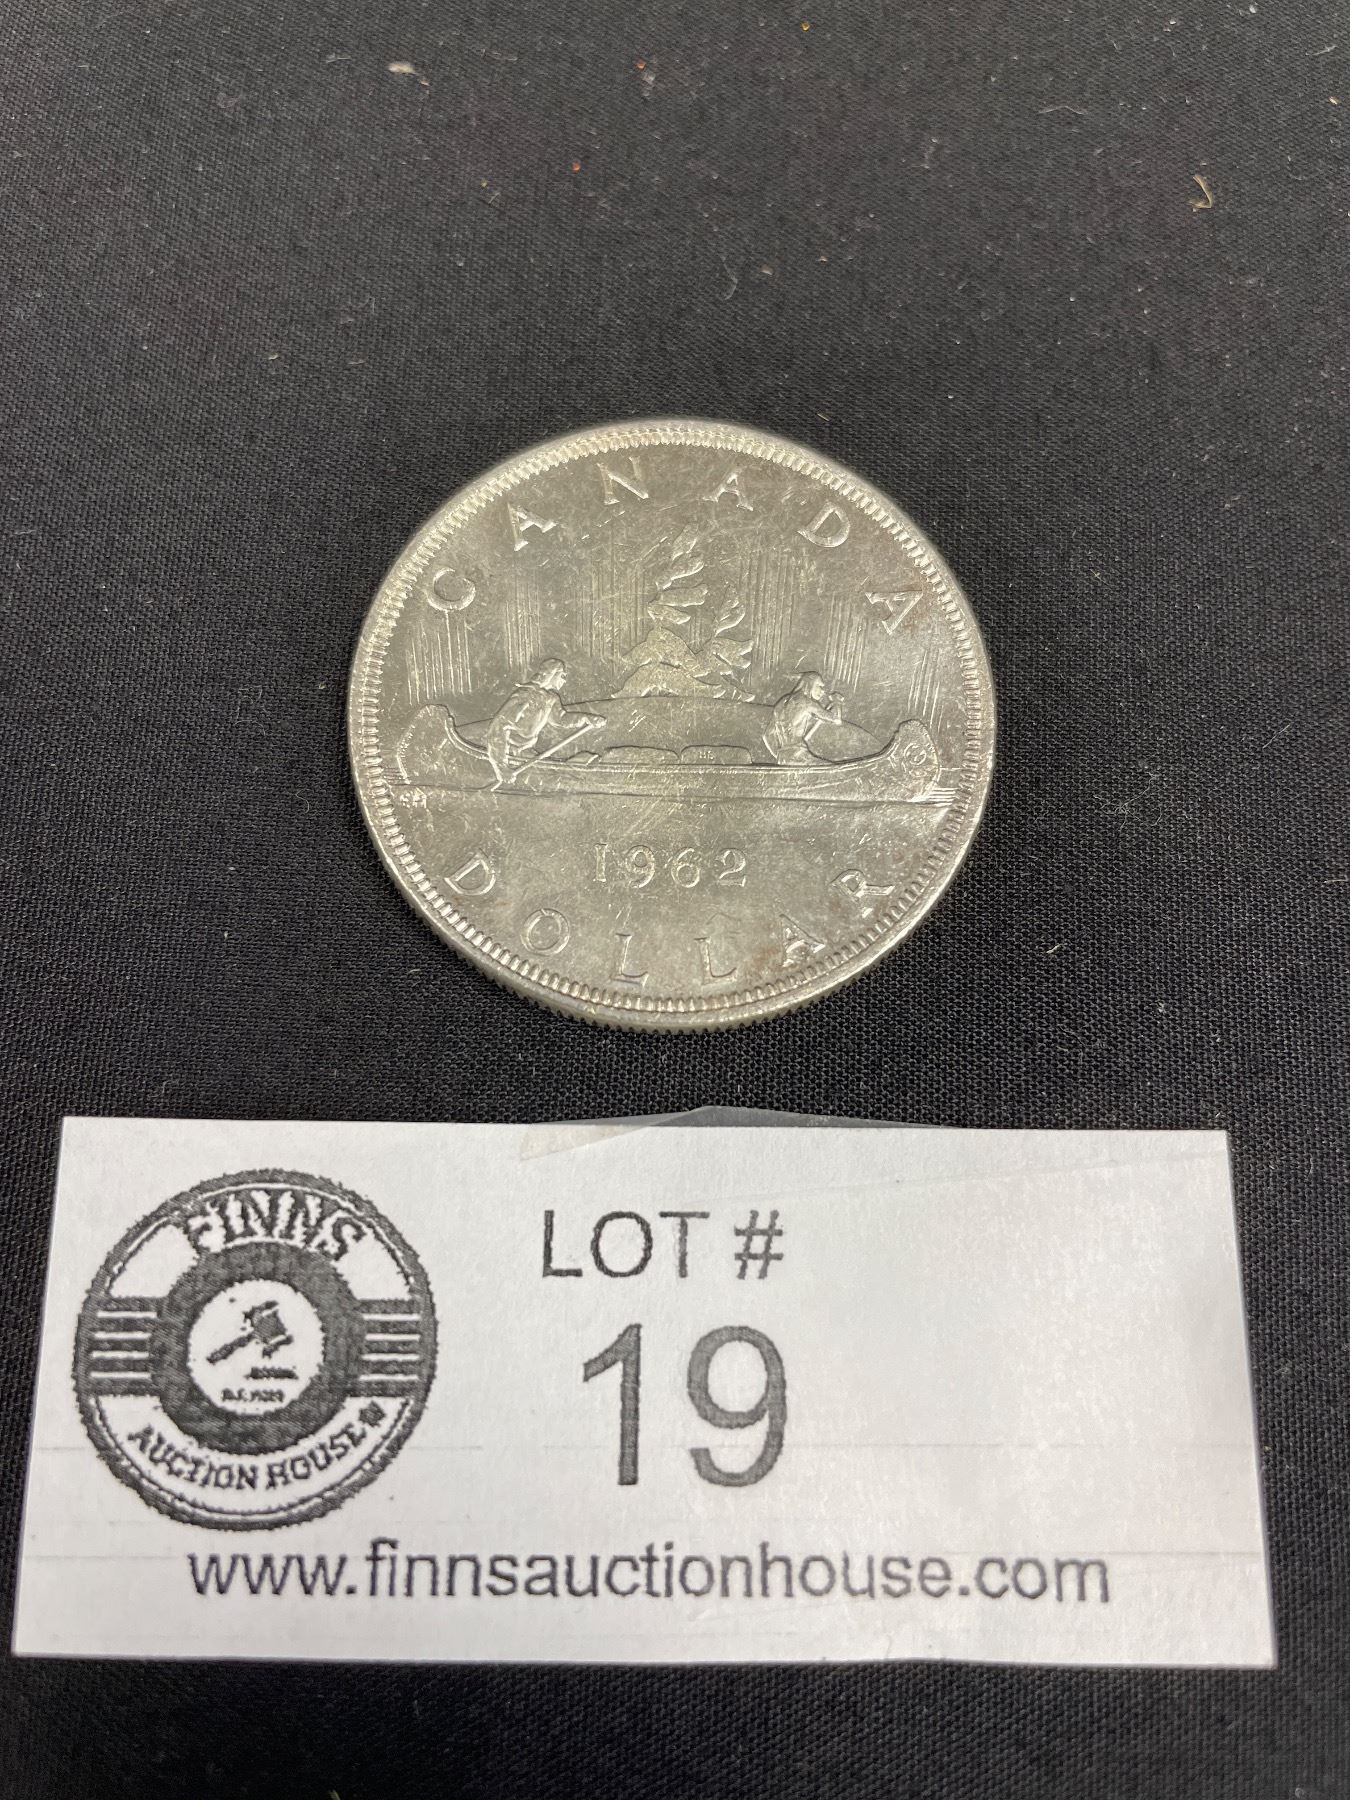 CANADA
1962
DOLLAR
FINNS
AUCTION HOUSE
LOT #
19
www.finnsauctionhouse.com